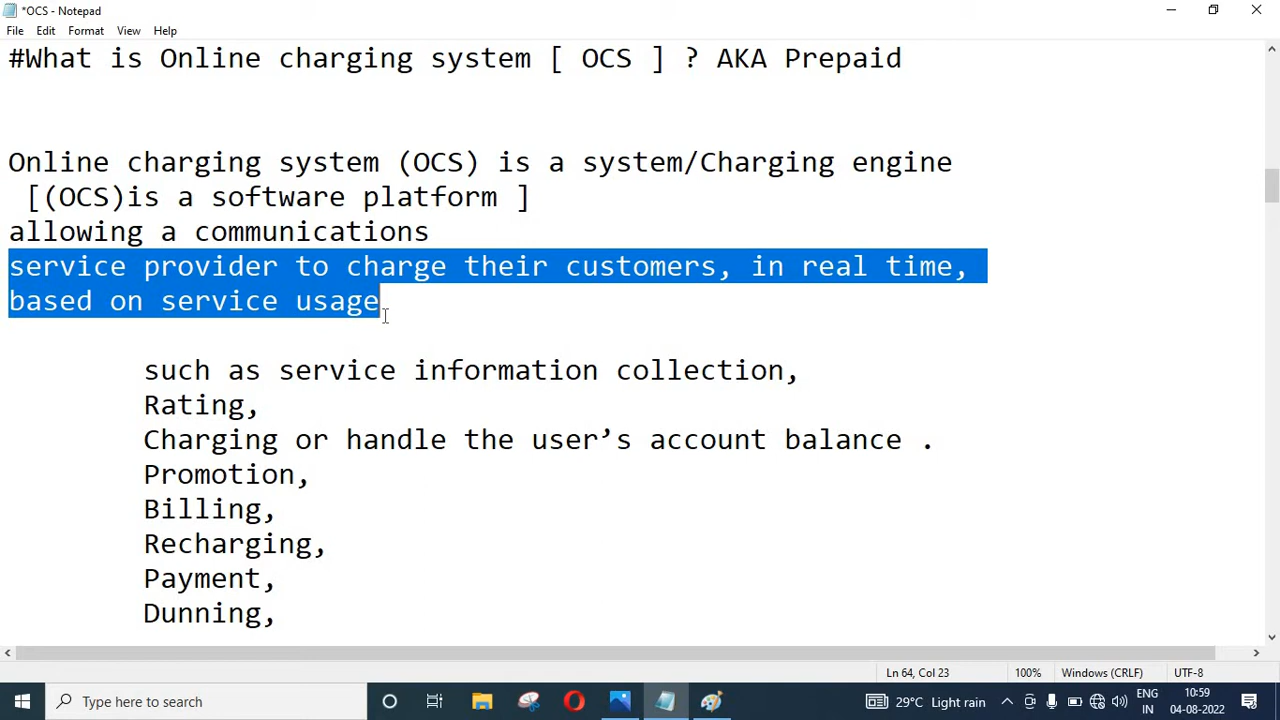 *OCS - Notepad
File Edit Format View Help
#What is Online charging system [ OCS ] ? AKA Prepaid
Online charging system (OCS) is a system/Charging engine
[(OCS)is a software platform ]
allowing a communications
service provider to charge their customers, in real time,
based on service usage
such as service information collection,
Rating,
Charging or handle the user’s account balance .
Promotion,
Billing,
Recharging,
Payment,
Dunning,
Ln 64, Col 23 100% Windows (CRLF) UTF-8
Type here to search 29°C Light rain ENG 10:59
IN 04-08-2022